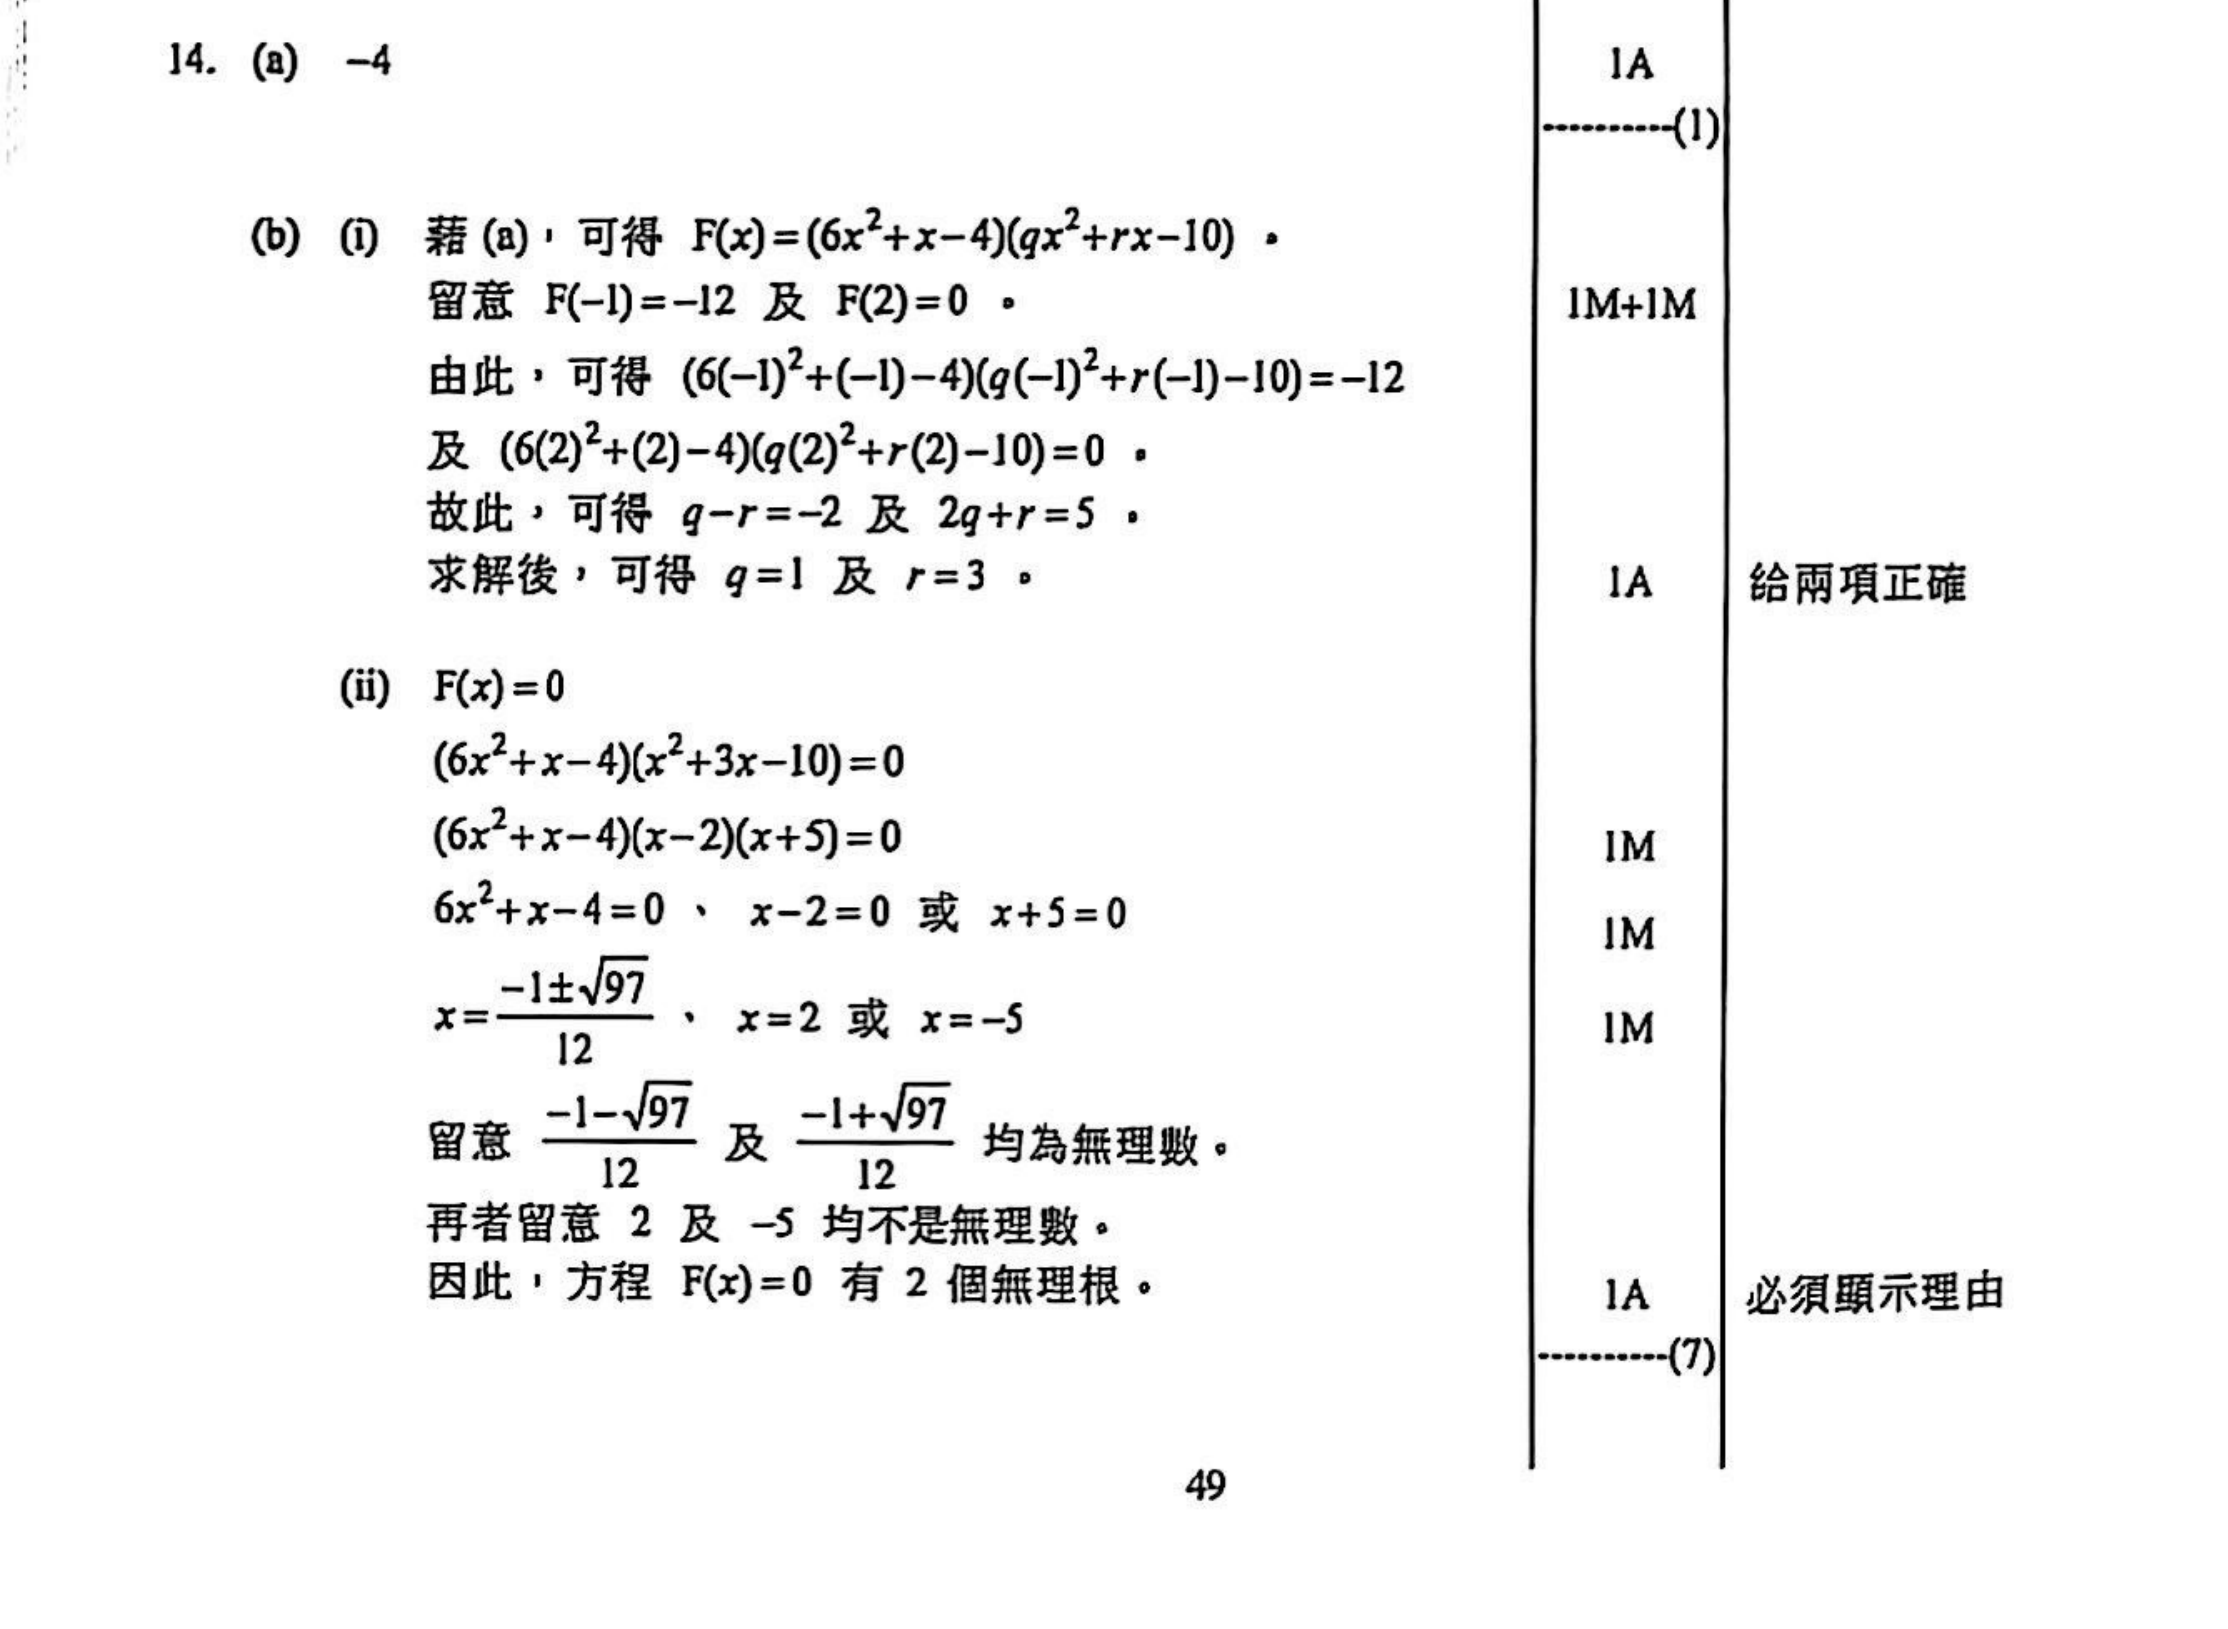 14. (a) −4 1A
----------(1)
(b) (i) 藉 (a),可得 F(x)=(6x²+x−4)(qx²+rx−10) 。
留意 F(−1)=−12 及 F(2)=0 。 1M+1M
由此,可得 (6(−1)²+(−1)−4)(q(−1)²+r(−1)−10)=−12
及 (6(2)²+(2)−4)(q(2)²+r(2)−10)=0 。
故此,可得 q−r=−2 及 2q+r=5 。
求解後,可得 q=1 及 r=3 。 1A 給兩項正確
(ii) F(x)=0
(6x²+x−4)(x²+3x−10)=0
(6x²+x−4)(x−2)(x+5)=0 1M
6x²+x−4=0 、 x−2=0 或 x+5=0 1M
x=(−1±√97)/12 、 x=2 或 x=−5 1M
留意 (−1−√97)/12 及 (−1+√97)/12 均為無理數。
再者留意 2 及 −5 均不是無理數。
因此,方程 F(x)=0 有 2 個無理根。 1A 必須顯示理由
----------(7)
49